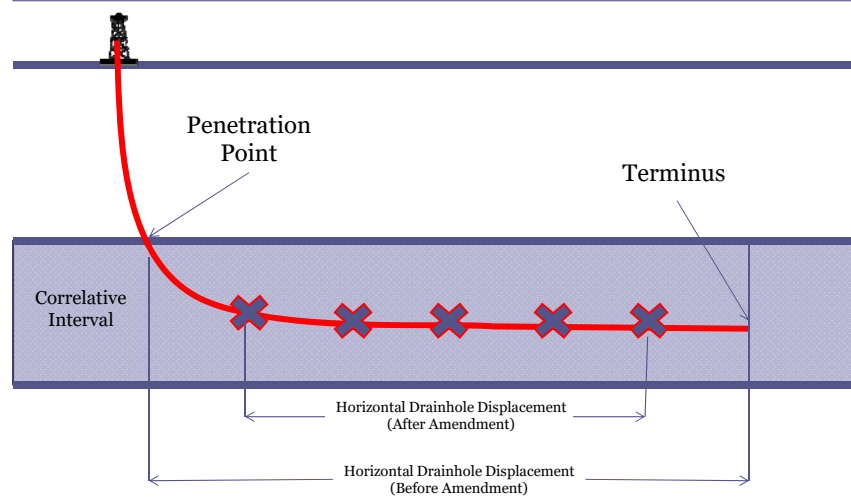 Penetration
Point
Terminus
Correlative
Interval
Horizontal Drainhole Displacement
(After Amendment)
Horizontal Drainhole Displacement
(Before Amendment)